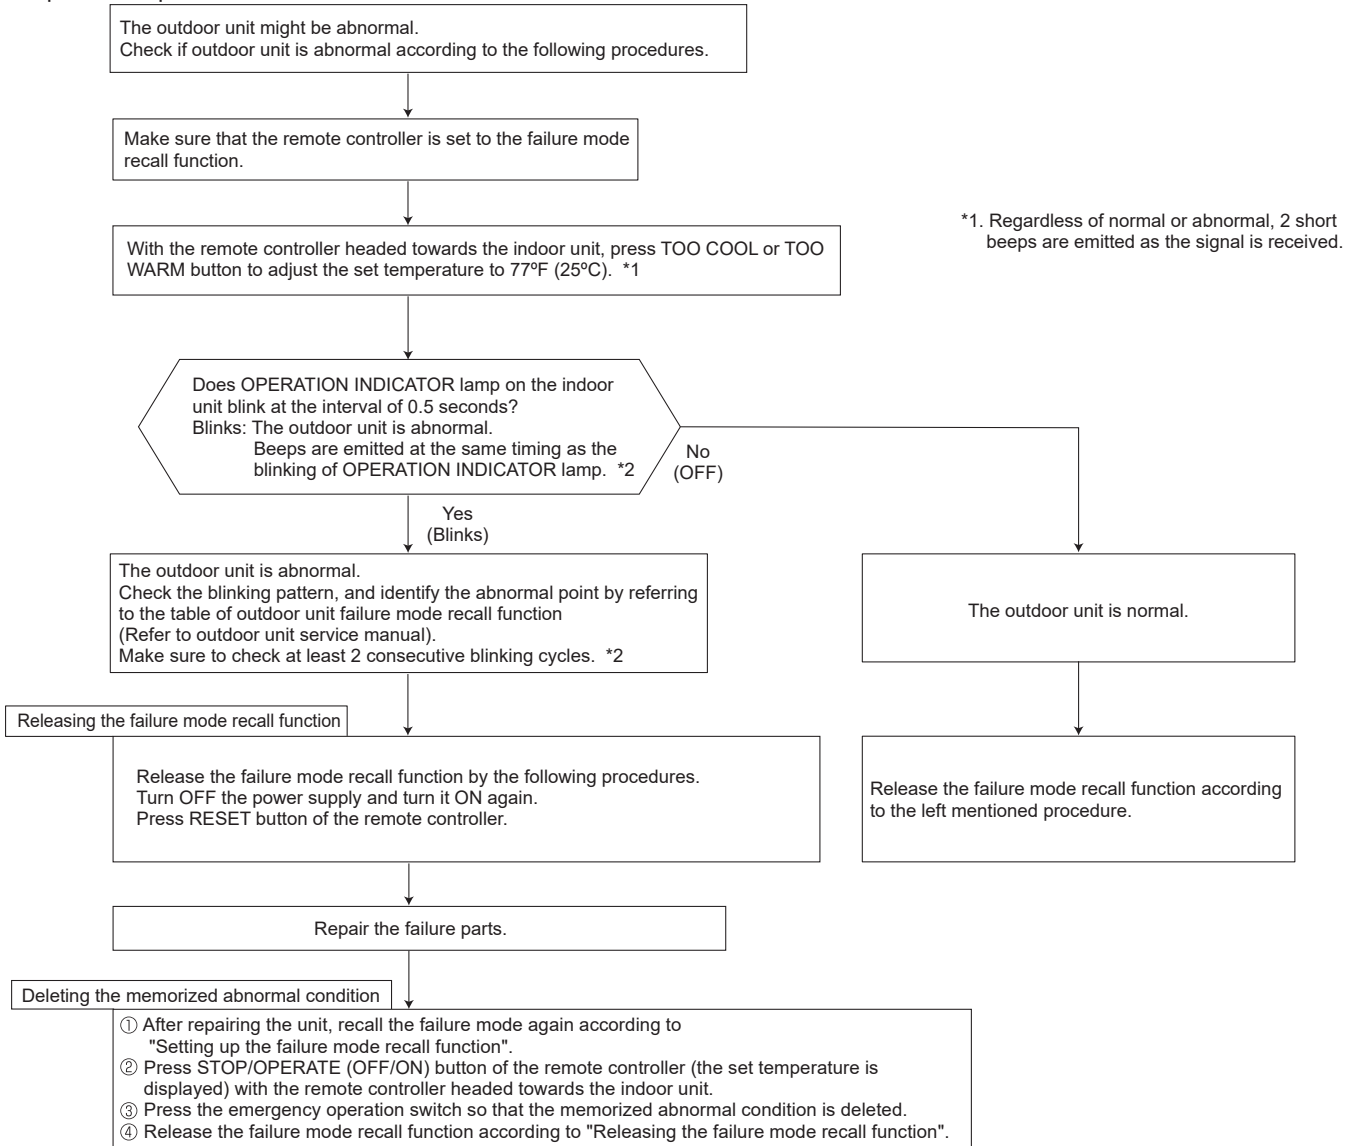 The outdoor unit might be abnormal.
Check if outdoor unit is abnormal according to the following procedures.
Make sure that the remote controller is set to the failure mode
recall function.
With the remote controller headed towards the indoor unit, press TOO COOL or TOO
WARM button to adjust the set temperature to 77ºF (25ºC). *1
*1. Regardless of normal or abnormal, 2 short
beeps are emitted as the signal is received.
Does OPERATION INDICATOR lamp on the indoor
unit blink at the interval of 0.5 seconds?
Blinks: The outdoor unit is abnormal.
Beeps are emitted at the same timing as the
blinking of OPERATION INDICATOR lamp. *2
No
(OFF)
Yes
(Blinks)
The outdoor unit is abnormal.
Check the blinking pattern, and identify the abnormal point by referring
to the table of outdoor unit failure mode recall function
(Refer to outdoor unit service manual).
Make sure to check at least 2 consecutive blinking cycles. *2
The outdoor unit is normal.
Releasing the failure mode recall function
Release the failure mode recall function by the following procedures.
Turn OFF the power supply and turn it ON again.
Press RESET button of the remote controller.
Release the failure mode recall function according
to the left mentioned procedure.
Repair the failure parts.
Deleting the memorized abnormal condition
① After repairing the unit, recall the failure mode again according to
"Setting up the failure mode recall function".
② Press STOP/OPERATE (OFF/ON) button of the remote controller (the set temperature is
displayed) with the remote controller headed towards the indoor unit.
③ Press the emergency operation switch so that the memorized abnormal condition is deleted.
④ Release the failure mode recall function according to "Releasing the failure mode recall function".